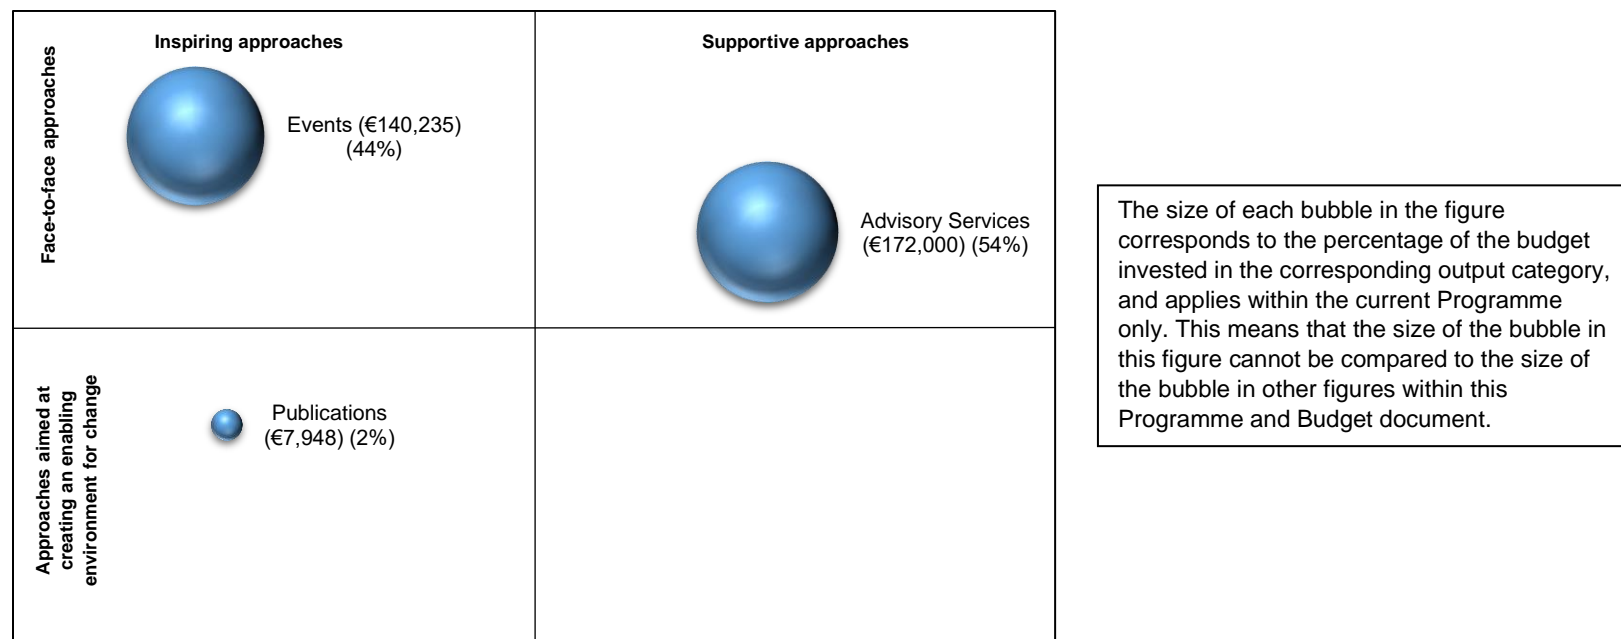 Inspiring approaches
Supportive approaches
Face-to-face approaches
Events (€140,235)
(44%)
Advisory Services
(€172,000) (54%)
Approaches aimed at
creating an enabling
environment for change
Publications
(€7,948) (2%)
The size of each bubble in the figure
corresponds to the percentage of the budget
invested in the corresponding output category,
and applies within the current Programme
only. This means that the size of the bubble in
this figure cannot be compared to the size of
the bubble in other figures within this
Programme and Budget document.